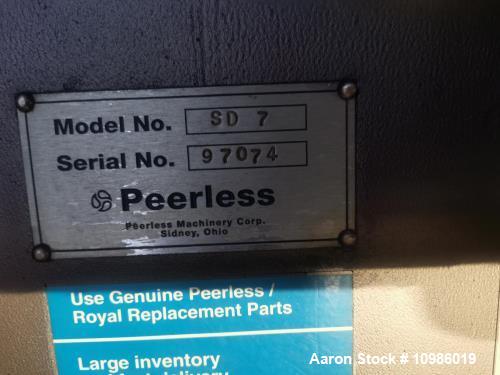 Model No. SD 7
Serial No. 97074
Peerless
Peerless Machinery Corp.
Sidney, Ohio
Use Genuine Peerless /
Royal Replacement Parts
Large inventory
Aaron Stock # 10986019